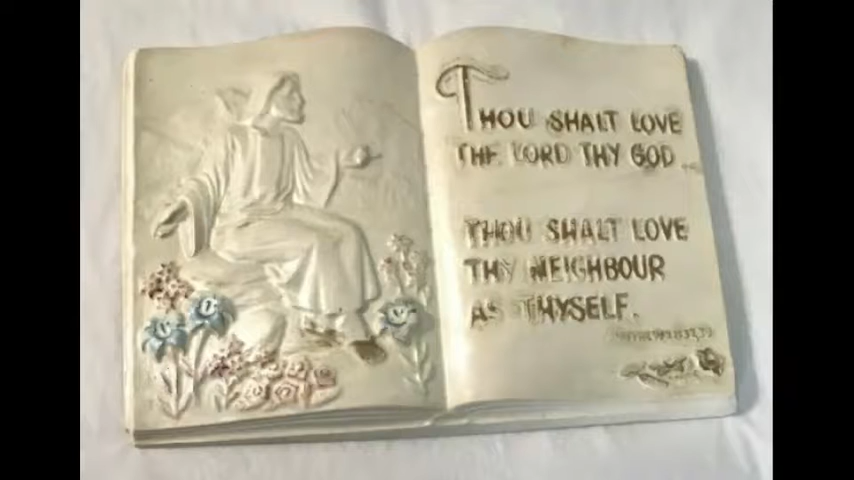 THOU SHALT LOVE
THE LORD THY GOD
THOU SHALT LOVE
THY NEIGHBOUR
AS THYSELF.